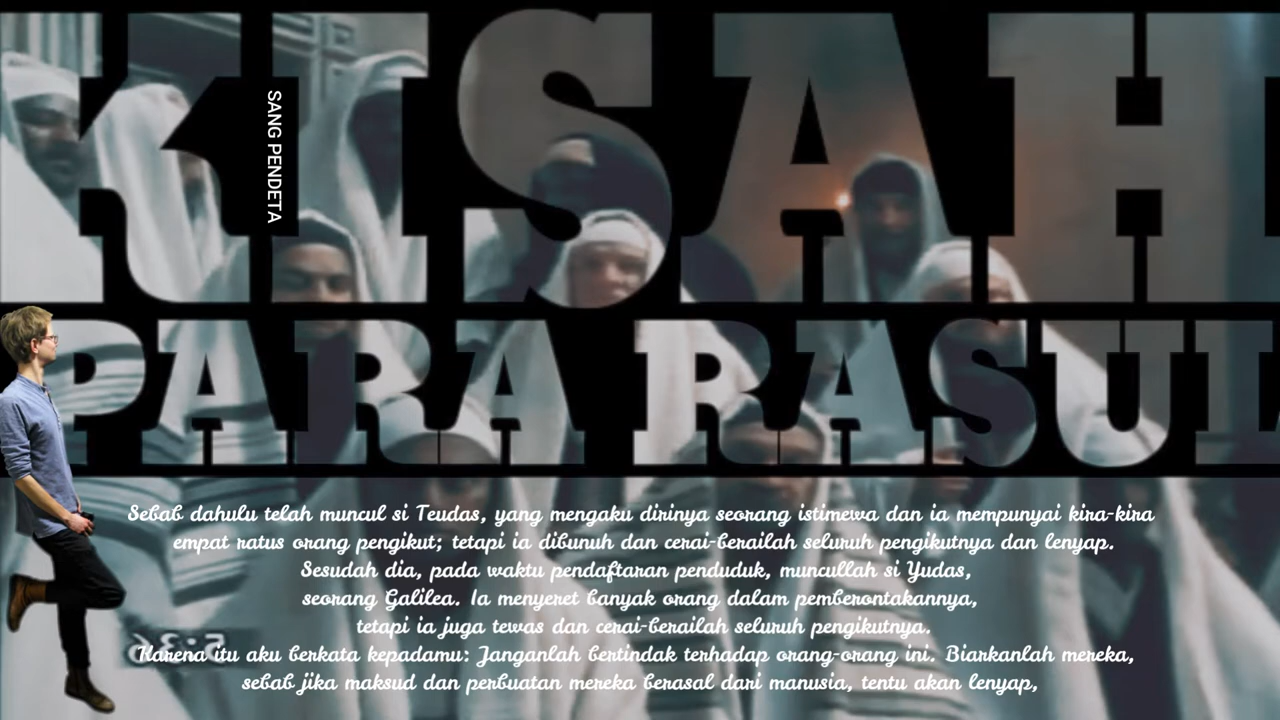 KISAH
SANG PENDETA
PARA RASUL
Sebab dahulu telah muncul si Teudas, yang mengaku dirinya seorang istimewa dan ia mempunyai kira-kira
empat ratus orang pengikut; tetapi ia dibunuh dan cerai-berailah seluruh pengikutnya dan lenyap.
Sesudah dia, pada waktu pendaftaran penduduk, muncullah si Yudas,
seorang Galilea. Ia menyeret banyak orang dalam pemberontakannya,
tetapi ia juga tewas dan cerai-berailah seluruh pengikutnya.
Karena itu aku berkata kepadamu: Janganlah bertindak terhadap orang-orang ini. Biarkanlah mereka,
sebab jika maksud dan perbuatan mereka berasal dari manusia, tentu akan lenyap,